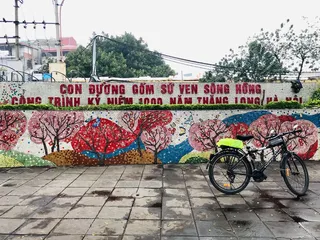 CON ĐƯỜNG GỐM SỨ VEN SÔNG HỒNG
CÔNG TRÌNH KỶ NIỆM 1000 NĂM THĂNG LONG-HÀ NỘI